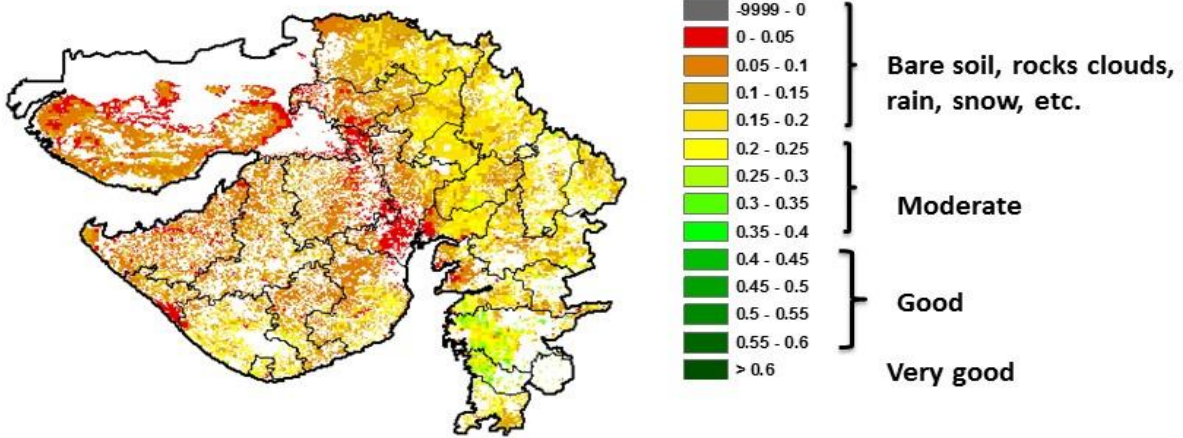 -9999 - 0
0 - 0.05
0.05 - 0.1
0.1 - 0.15
0.15 - 0.2
0.2 - 0.25
0.25 - 0.3
0.3 - 0.35
0.35 - 0.4
0.4 - 0.45
0.45 - 0.5
0.5 - 0.55
0.55 - 0.6
> 0.6
Bare soil, rocks clouds,
rain, snow, etc.
Moderate
Good
Very good